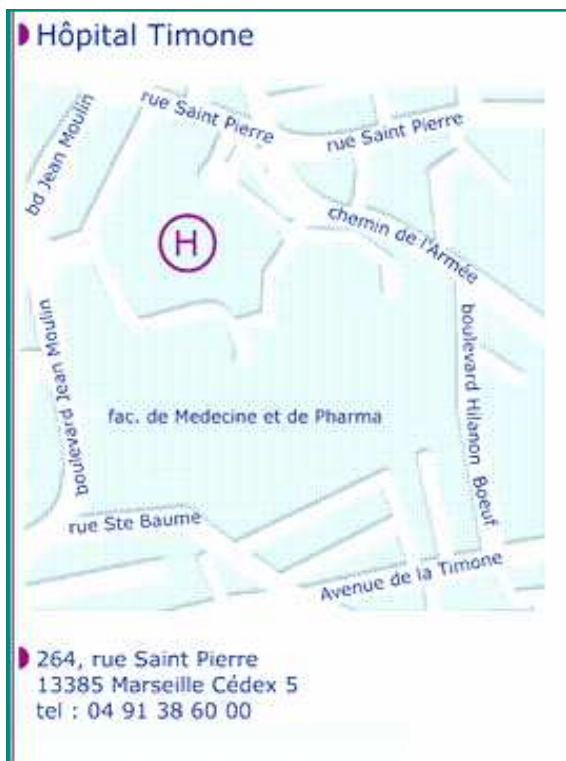 Hôpital Timone
rue Saint Pierre
rue Saint Pierre
bd Jean Moulin
chemin de l'Armée
H
boulevard Jean Moulin
boulevard Hilanon Boeuf
fac. de Medecine et de Pharma
rue Ste Baume
Avenue de la Timone
264, rue Saint Pierre
13385 Marseille Cédex 5
tel : 04 91 38 60 00